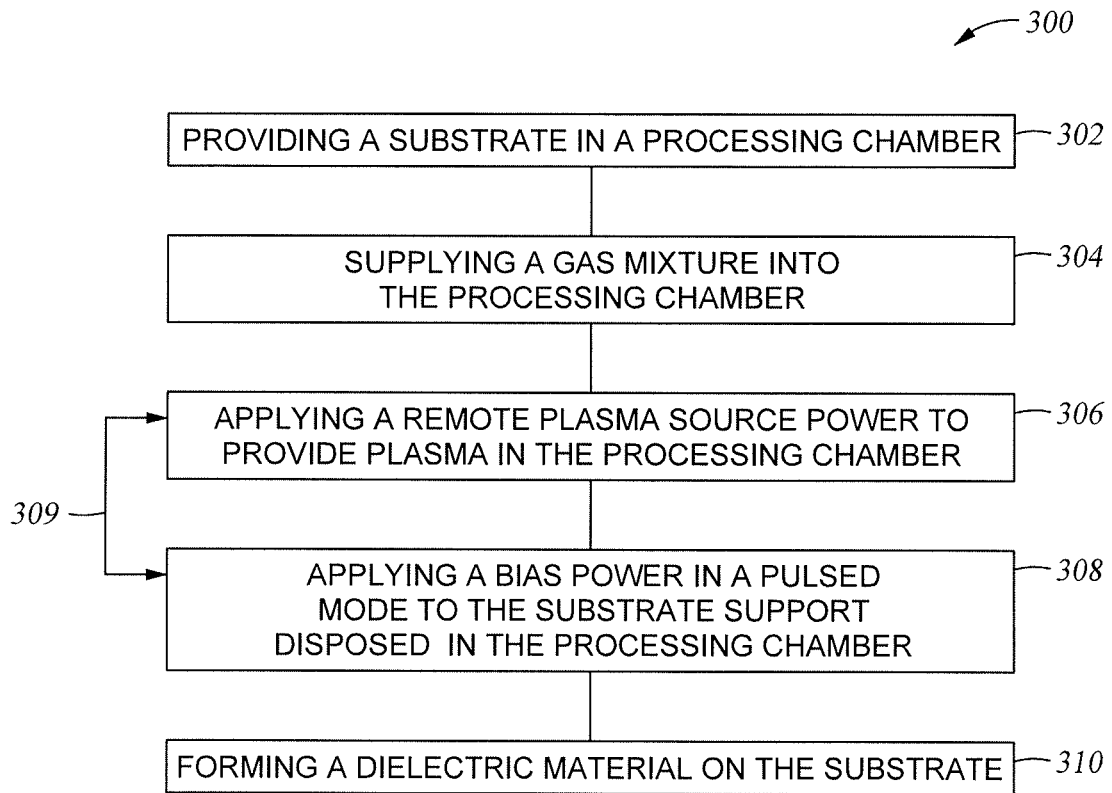 300
PROVIDING A SUBSTRATE IN A PROCESSING CHAMBER
302
SUPPLYING A GAS MIXTURE INTO
THE PROCESSING CHAMBER
304
APPLYING A REMOTE PLASMA SOURCE POWER TO
PROVIDE PLASMA IN THE PROCESSING CHAMBER
306
309
APPLYING A BIAS POWER IN A PULSED
MODE TO THE SUBSTRATE SUPPORT
DISPOSED IN THE PROCESSING CHAMBER
308
FORMING A DIELECTRIC MATERIAL ON THE SUBSTRATE
310